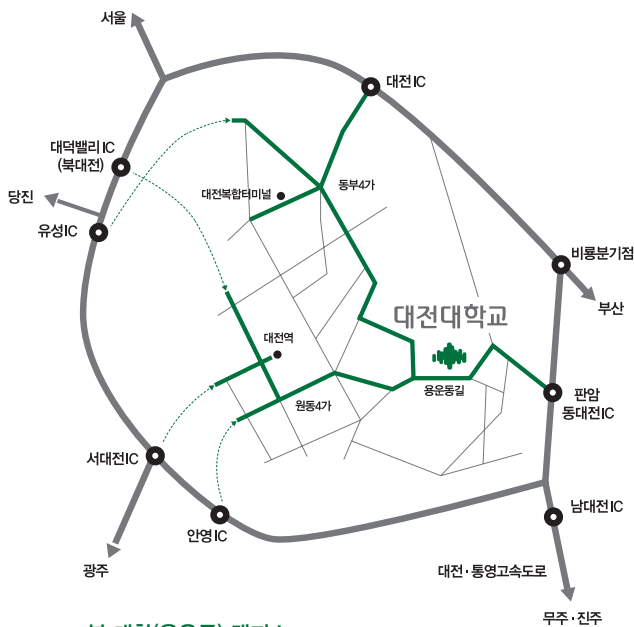 서울
대전IC
대덕밸리 IC
(북대전)
당진
유성IC
대전복합터미널
동부4가
비룡분기점
부산
대전대학교
대전역
용운동길
원동4가
판암
동대전IC
서대전IC
안영IC
남대전IC
광주
대전·통영고속도로
무주·진주